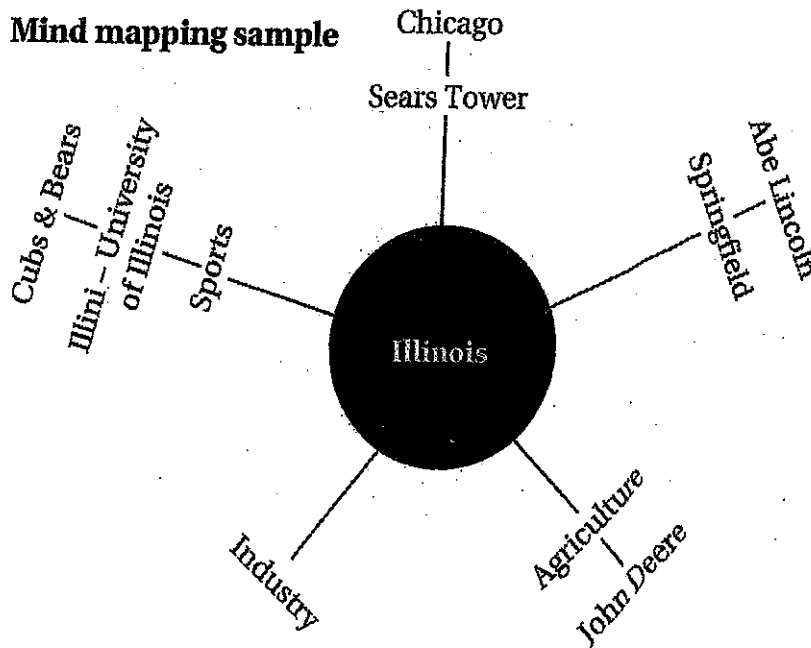 Mind mapping sample
Chicago
Sears Tower
Cubs & Bears
Illini – University
of Illinois
Sports
Springfield
Abe Lincoln
Illinois
Industry
Agriculture
John Deere